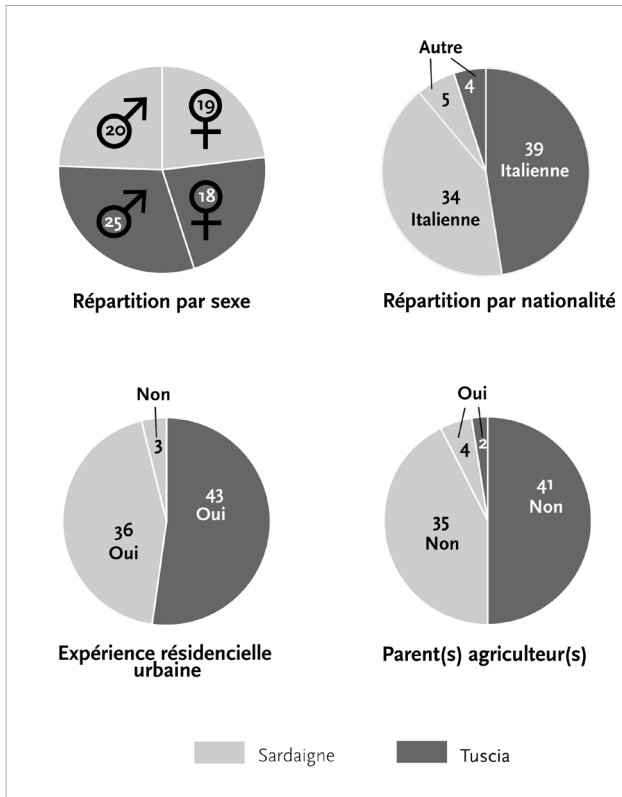 20
19
25
18
Répartition par sexe
Autre
5
4
39
Italienne
34
Italienne
Répartition par nationalité
Non
3
43
Oui
36
Oui
Expérience résidencielle
urbaine
Oui
4
2
41
Non
35
Non
Parent(s) agriculteur(s)
Sardaigne
Tuscia